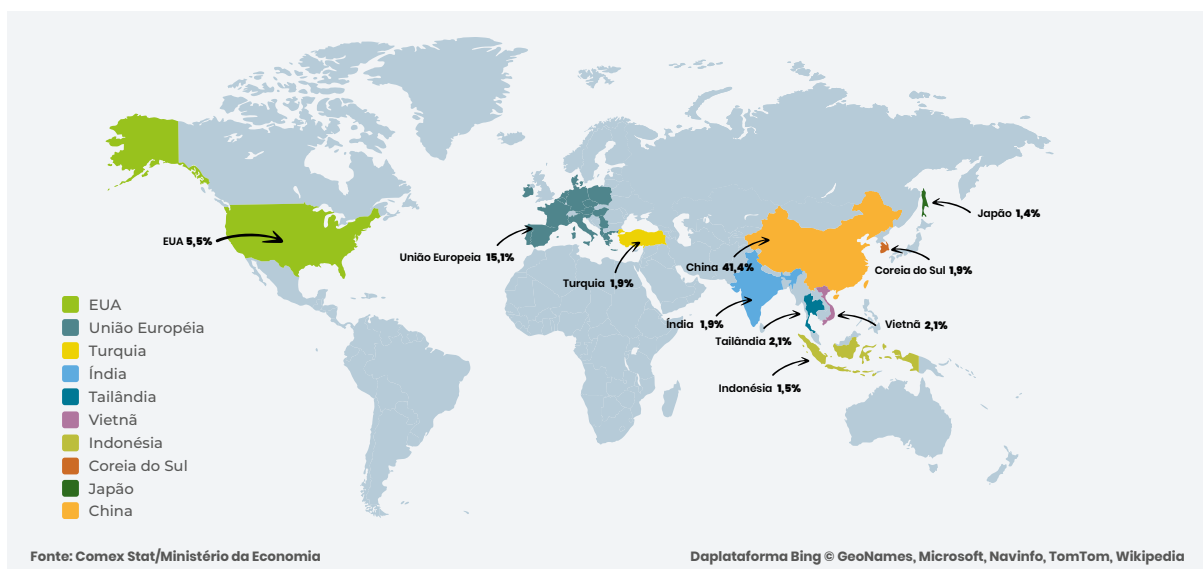 EUA 5,5%
União Europeia 15,1%
Turquia 1,9%
China 41,4%
Índia 1,9%
Tailândia 2,1%
Indonésia 1,5%
Vietnã 2,1%
Coreia do Sul 1,9%
Japão 1,4%
EUA
União Européia
Turquia
Índia
Tailândia
Vietnã
Indonésia
Coreia do Sul
Japão
China
Fonte: Comex Stat/Ministério da Economia
Daplataforma Bing © GeoNames, Microsoft, Navinfo, TomTom, Wikipedia